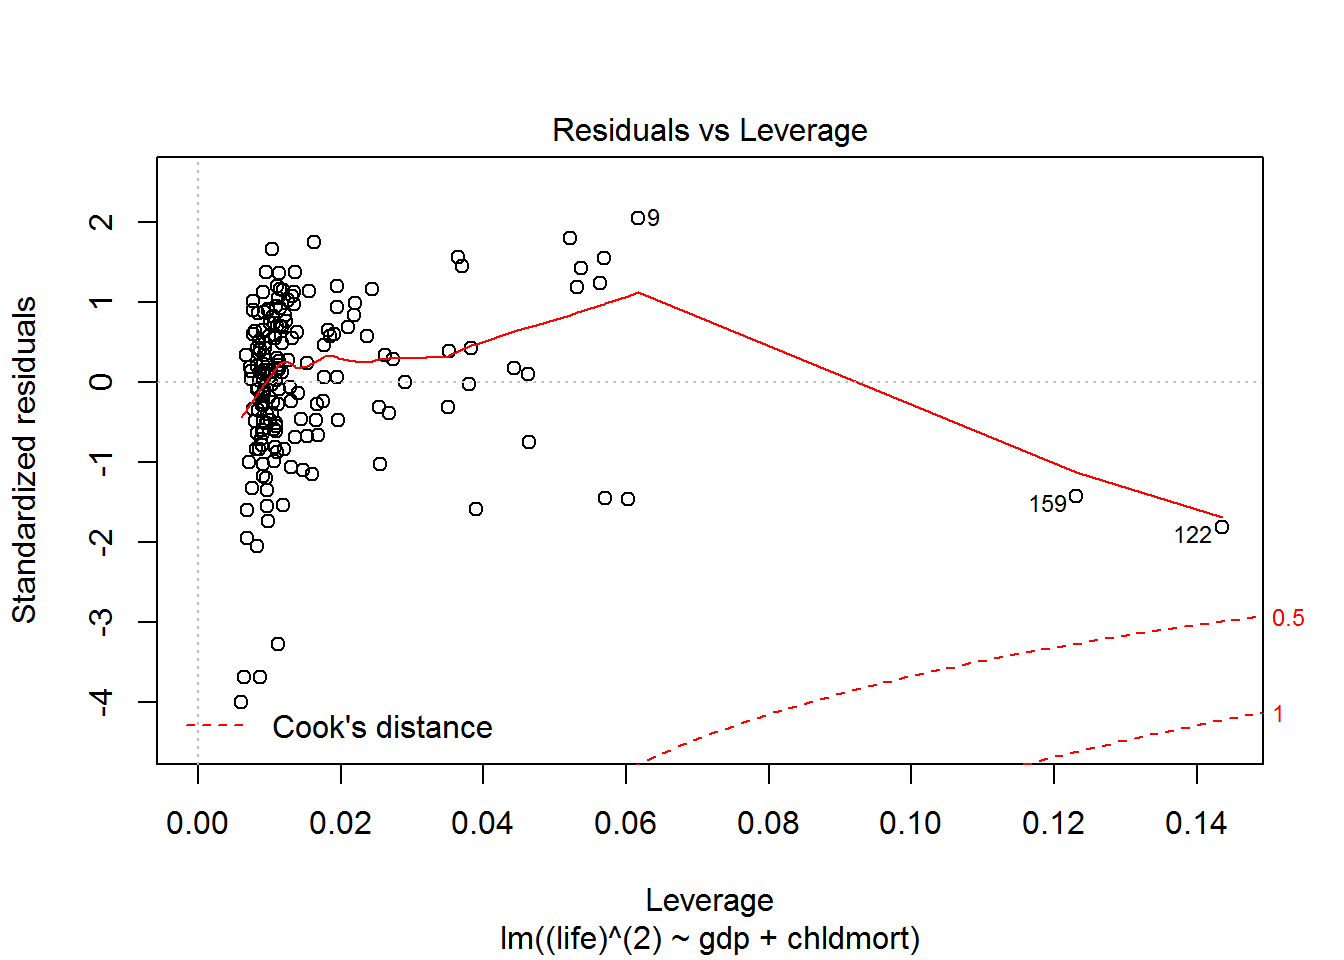 Residuals vs Leverage
Standardized residuals
2
1
0
-1
-2
-3
-4
9
159
122
0.5
1
Cook's distance
0.00 0.02 0.04 0.06 0.08 0.10 0.12 0.14
Leverage
lm((life)^(2) ~ gdp + chldmort)